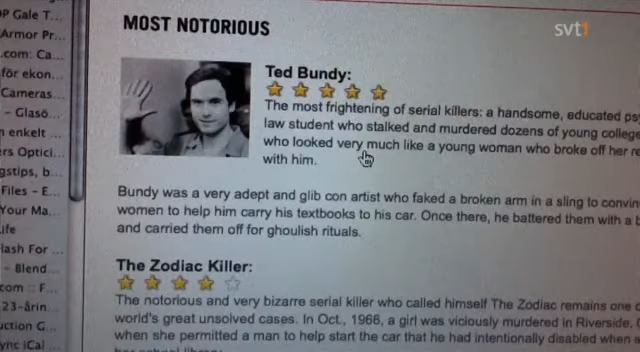 MOST NOTORIOUS
svt1
Ted Bundy:
The most frightening of serial killers: a handsome, educated psy
law student who stalked and murdered dozens of young college
who looked very much like a young woman who broke off her re
with him.
Bundy was a very adept and glib con artist who faked a broken arm in a sling to convin
women to help him carry his textbooks to his car. Once there, he battered them with a b
and carried them off for ghoulish rituals.
The Zodiac Killer:
The notorious and very bizarre serial killer who called himself The Zodiac remains one o
world's great unsolved cases. In Oct., 1966, a girl was viciously murdered in Riverside, C
when she permitted a man to help start the car that he had intentionally disabled when s
P Gale T...
Armor Pr...
.com: Ca...
för ekon...
Cameras...
- Glasö...
n enkelt ...
ers Optici...
gstips, b...
Files - E...
Your Ma...
ife
lash For ...
- Blend...
com :: F...
23-årin...
uction G...
ync iCal ...